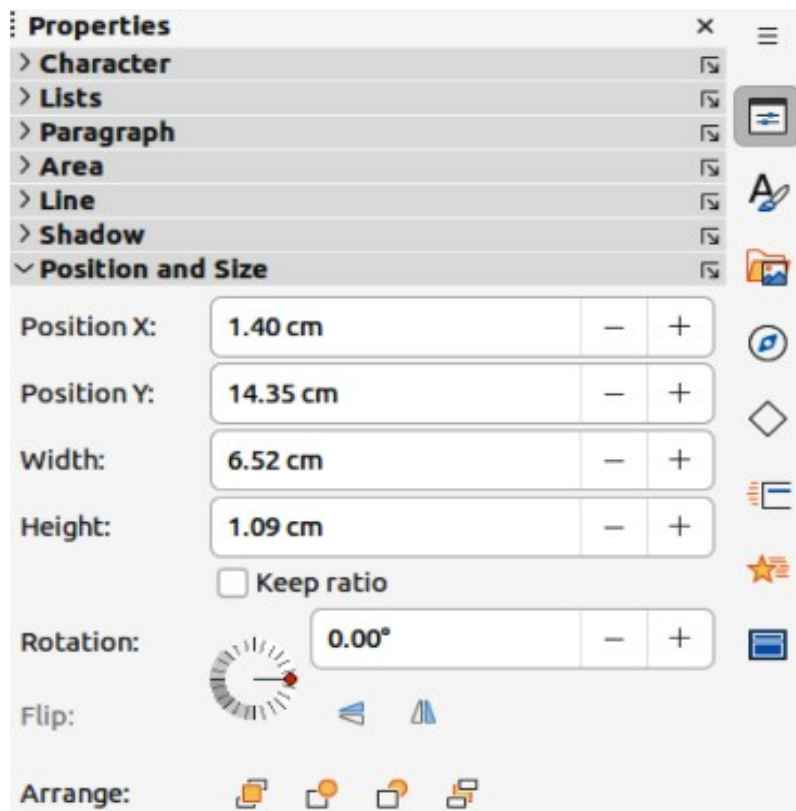 Properties
Character
Lists
Paragraph
Area
Line
Shadow
Position and Size
Position X: 1.40 cm
Position Y: 14.35 cm
Width: 6.52 cm
Height: 1.09 cm
Keep ratio
Rotation: 0.00°
Flip:
Arrange: